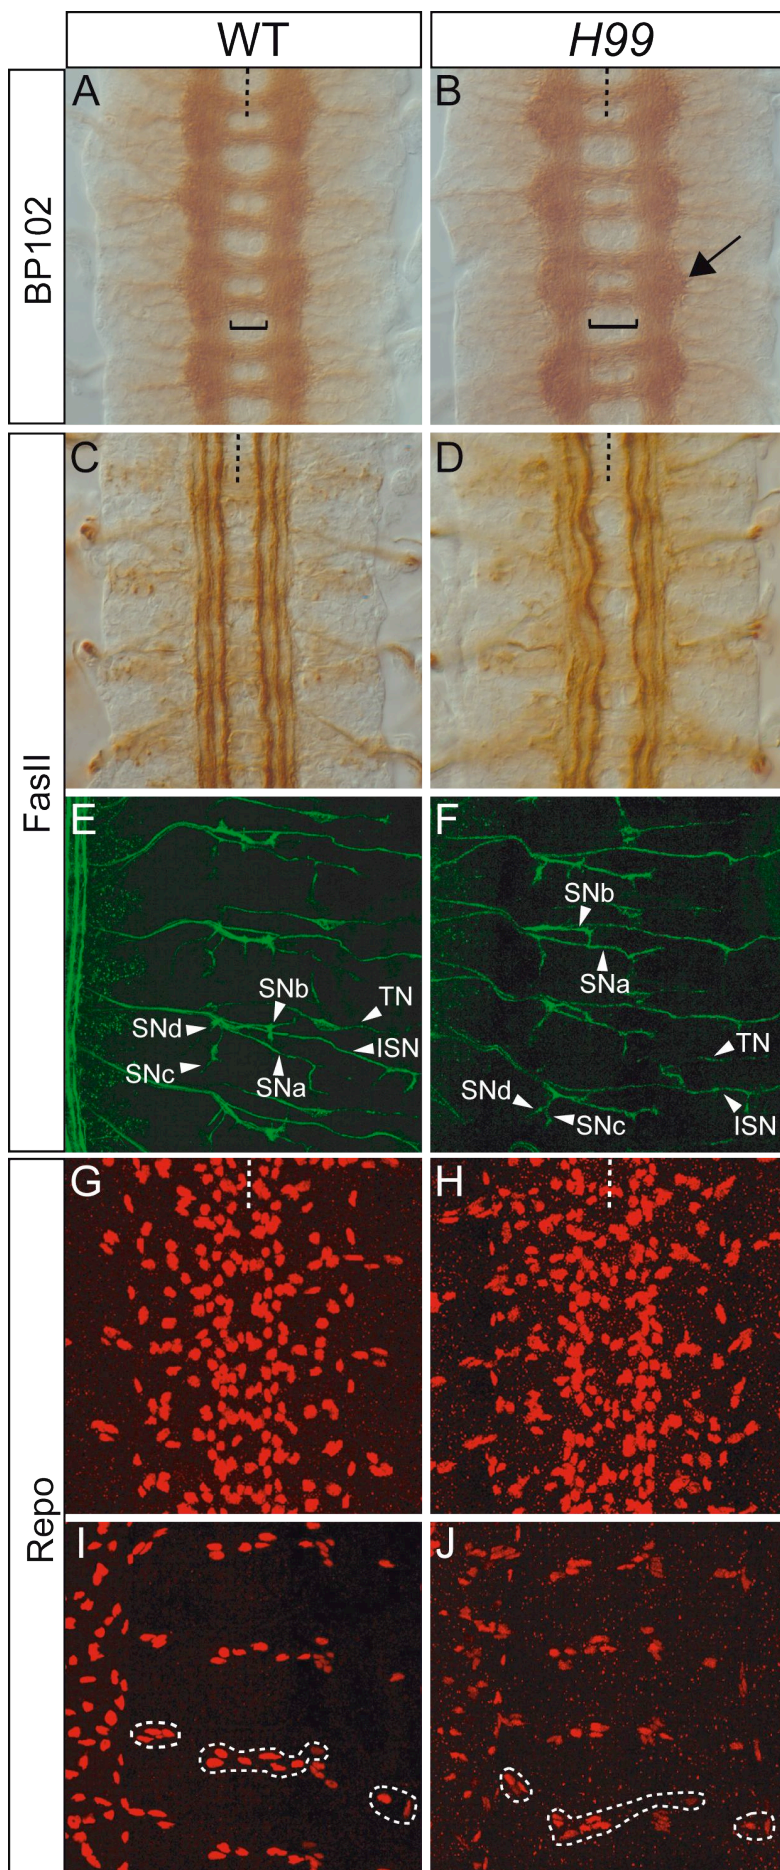 WT
H99
BP102
A
B
FasII
C
D
E
SNb
TN
SNd
ISN
SNc
SNa
F
SNb
SNa
TN
SNd
SNc
ISN
Repo
G
H
I
J